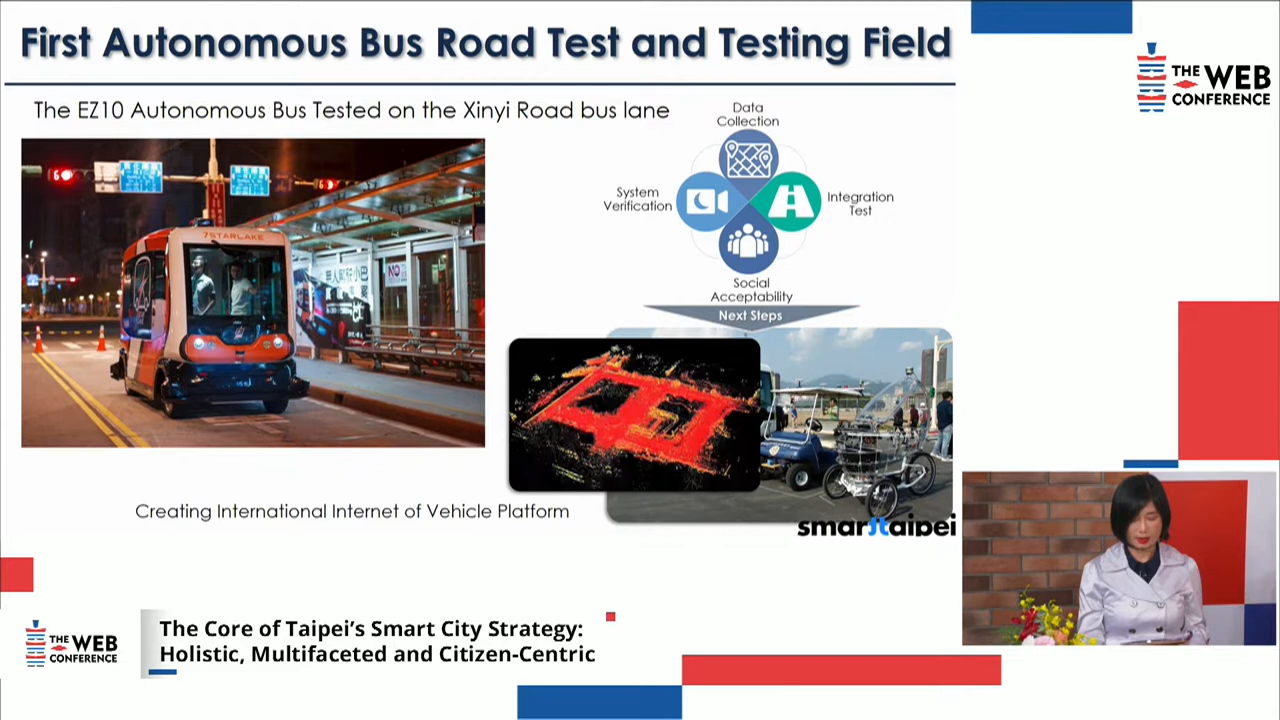 First Autonomous Bus Road Test and Testing Field
The EZ10 Autonomous Bus Tested on the Xinyi Road bus lane
THE WEB
CONFERENCE
Data
Collection
System
Verification
Integration
Test
Social
Acceptability
Next Steps
7STARLAKE
NO
Creating International Internet of Vehicle Platform
smarttaipei
THE WEB
CONFERENCE
The Core of Taipei's Smart City Strategy:
Holistic, Multifaceted and Citizen-Centric